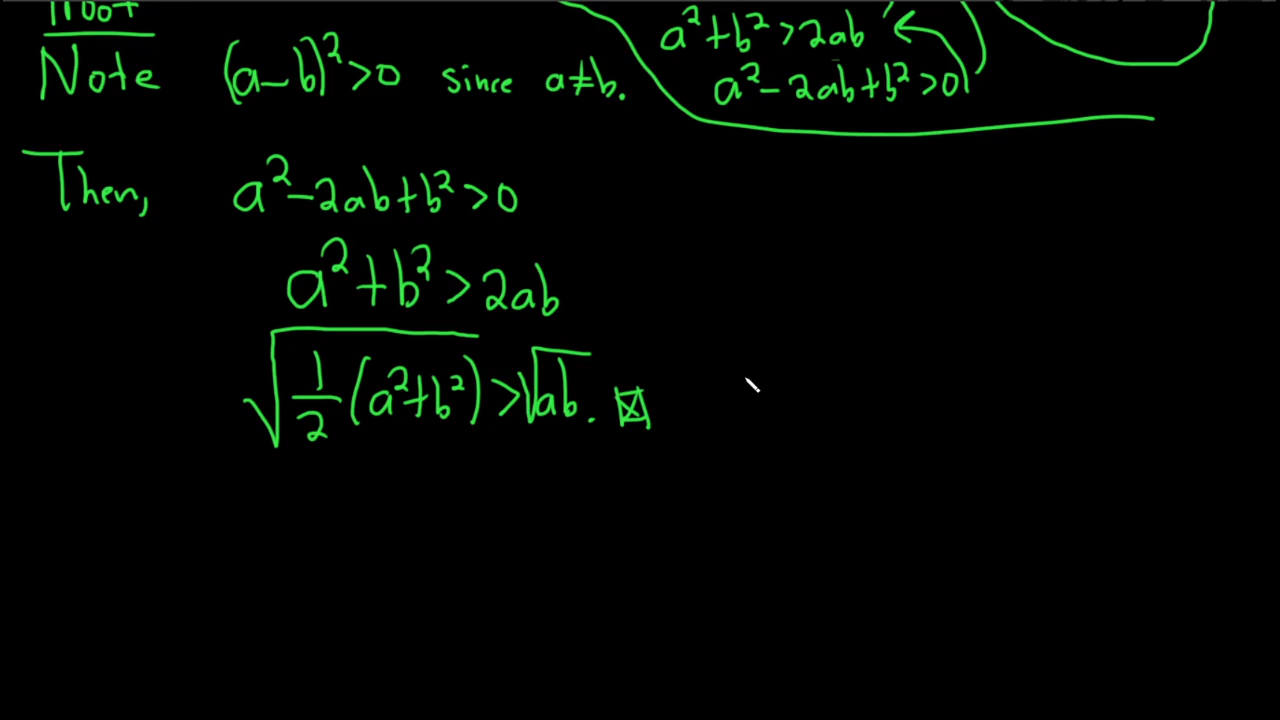 Proof
Note (a-b)²>0 since a≠b.
a²+b²>2ab
a²-2ab+b²>0
Then, a²-2ab+b²>0
a²+b²>2ab
√(1/2(a²+b²))>√ab.